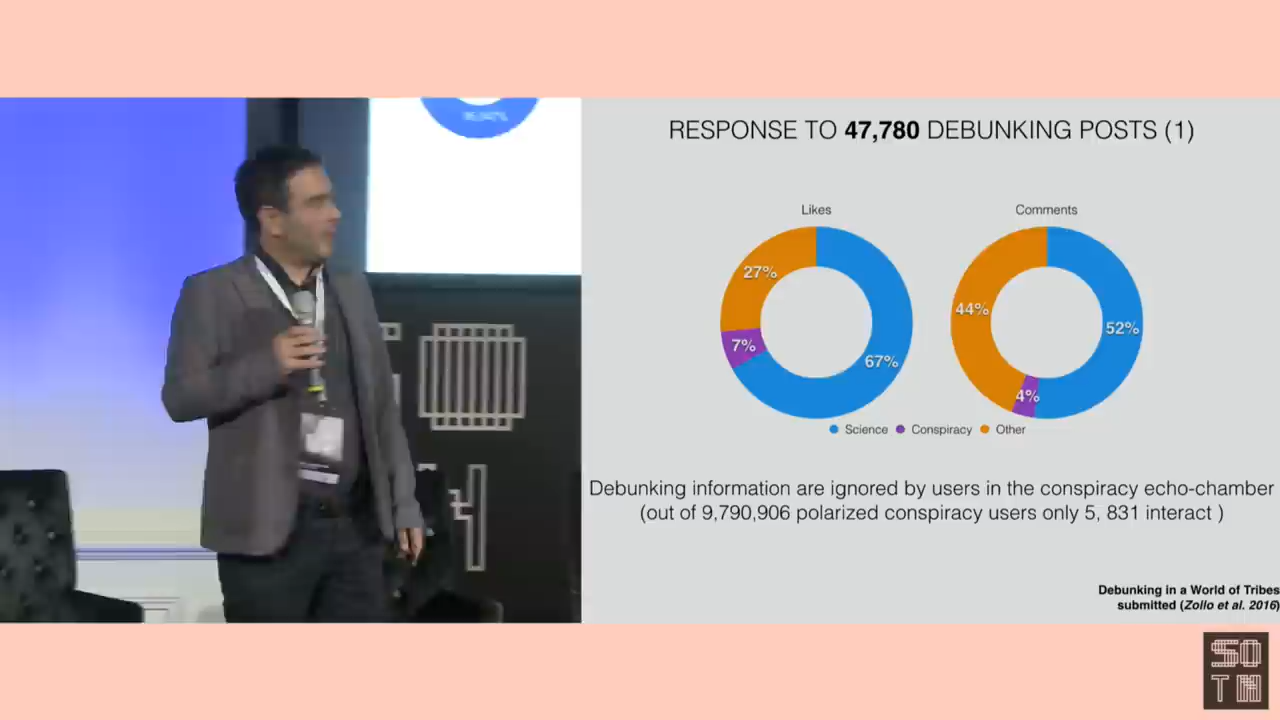 RESPONSE TO 47,780 DEBUNKING POSTS (1)
Likes
Comments
27%
7%
67%
44%
52%
4%
Science Conspiracy Other
Debunking information are ignored by users in the conspiracy echo-chamber
(out of 9,790,906 polarized conspiracy users only 5, 831 interact )
Debunking in a World of Tribes
submitted (Zollo et al. 2016)
SO
TN